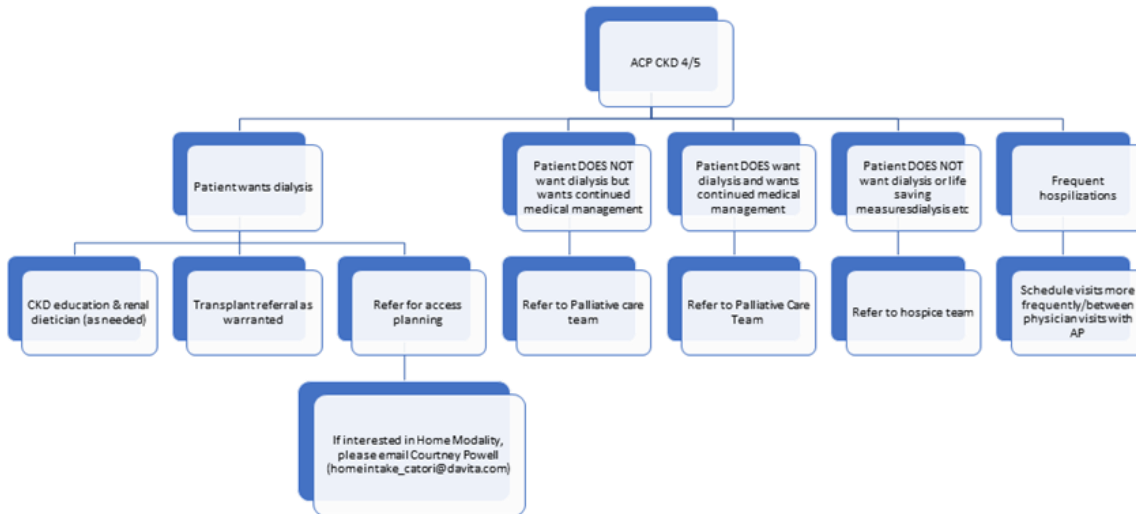 ACP CKD 4/5
Patient wants dialysis
Patient DOES NOT
want dialysis but
wants continued
medical management
Patient DOES want
dialysis and wants
continued medical
management
Patient DOES NOT
want dialysis or life
saving
measuresdialysis etc
Frequent
hospilizations
CKD education & renal
dietician (as needed)
Transplant referral as
warranted
Refer for access
planning
Refer to Palliative care
team
Refer to Palliative Care
Team
Refer to hospice team
Schedule visits more
frequently/between
physician visits with
AP
If interested in Home Modality,
please email Courtney Powell
(homeintake_catori@davita.com)